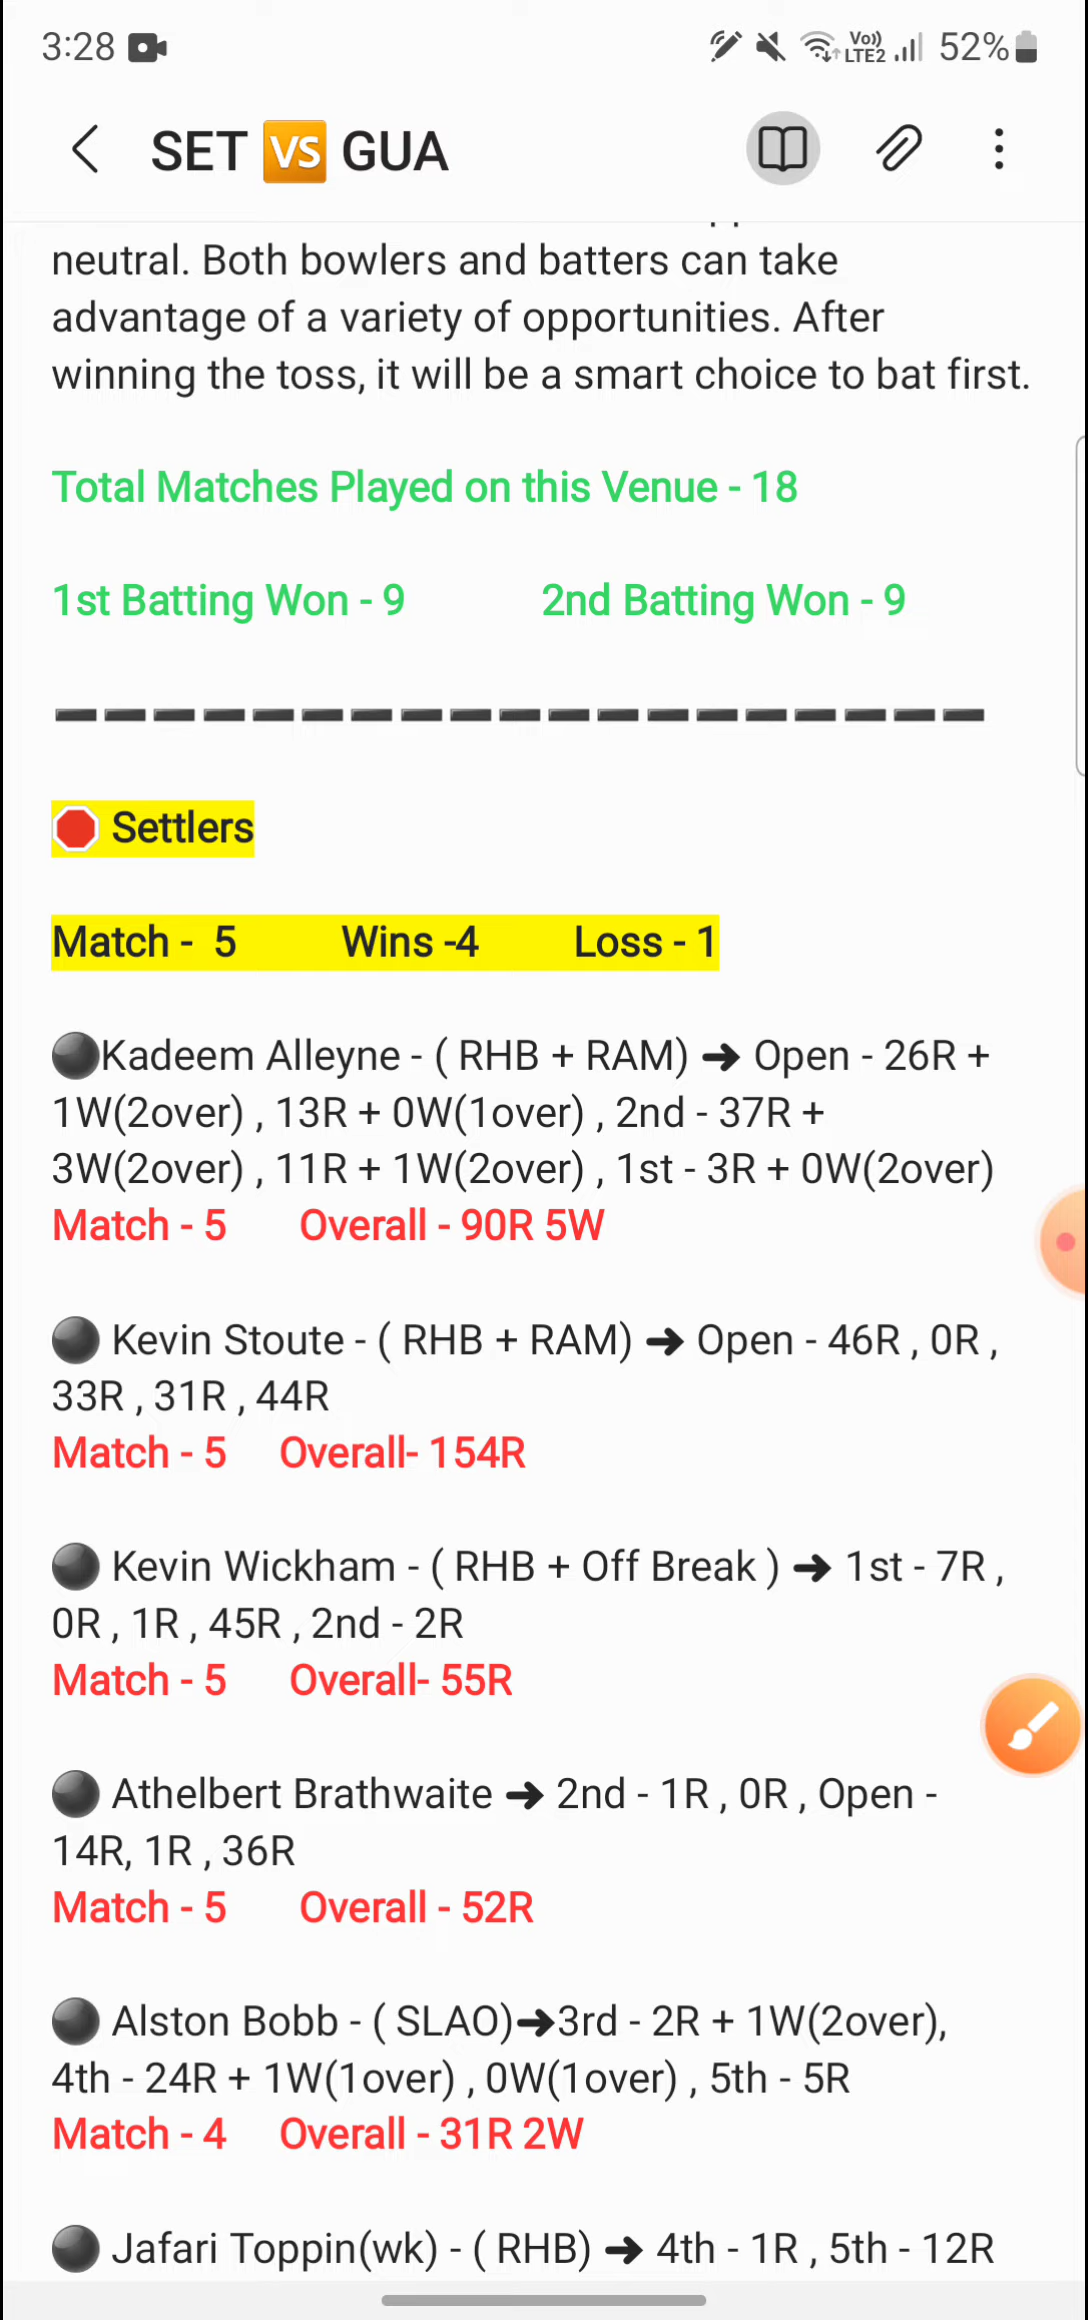 3:28 Vo)) LTE2 52%
SET VS GUA
neutral. Both bowlers and batters can take
advantage of a variety of opportunities. After
winning the toss, it will be a smart choice to bat first.
Total Matches Played on this Venue - 18
1st Batting Won - 9 2nd Batting Won - 9
Settlers
Match - 5 Wins -4 Loss - 1
Kadeem Alleyne - ( RHB + RAM) ➔ Open - 26R +
1W(2over) , 13R + 0W(1over) , 2nd - 37R +
3W(2over) , 11R + 1W(2over) , 1st - 3R + 0W(2over)
Match - 5 Overall - 90R 5W
Kevin Stoute - ( RHB + RAM) ➔ Open - 46R , 0R ,
33R , 31R , 44R
Match - 5 Overall- 154R
Kevin Wickham - ( RHB + Off Break ) ➔ 1st - 7R ,
0R , 1R , 45R , 2nd - 2R
Match - 5 Overall- 55R
Athelbert Brathwaite ➔ 2nd - 1R , 0R , Open -
14R, 1R , 36R
Match - 5 Overall - 52R
Alston Bobb - ( SLAO)➔3rd - 2R + 1W(2over),
4th - 24R + 1W(1over) , 0W(1over) , 5th - 5R
Match - 4 Overall - 31R 2W
Jafari Toppin(wk) - ( RHB) ➔ 4th - 1R , 5th - 12R